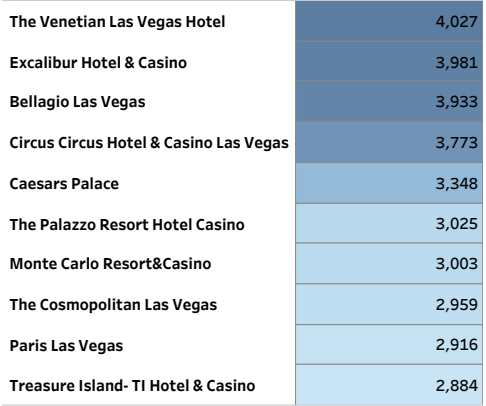 The Venetian Las Vegas Hotel 4,027
Excalibur Hotel & Casino 3,981
Bellagio Las Vegas 3,933
Circus Circus Hotel & Casino Las Vegas 3,773
Caesars Palace 3,348
The Palazzo Resort Hotel Casino 3,025
Monte Carlo Resort&Casino 3,003
The Cosmopolitan Las Vegas 2,959
Paris Las Vegas 2,916
Treasure Island- TI Hotel & Casino 2,884